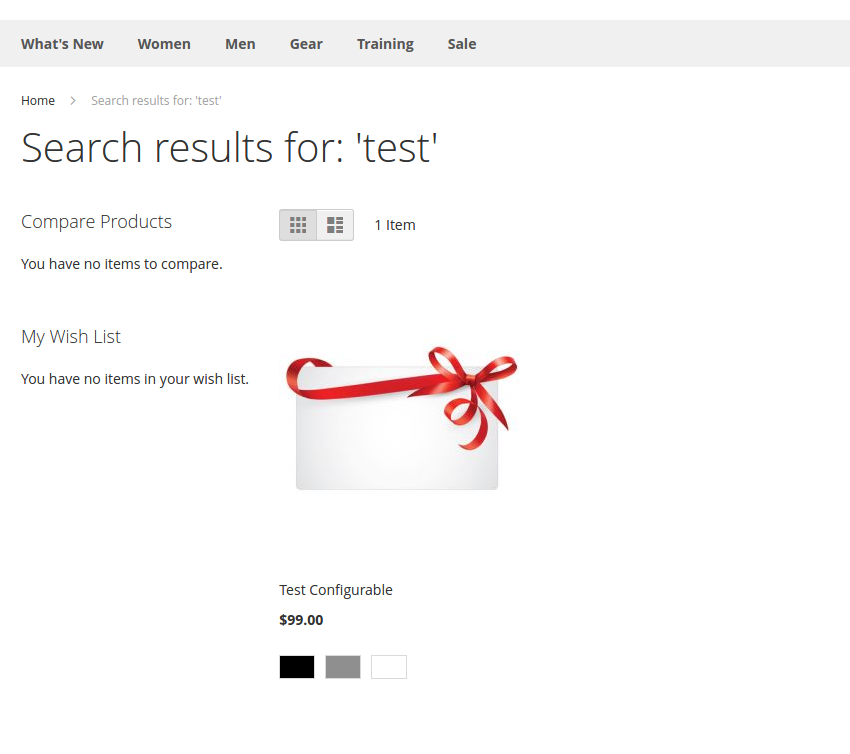 What's New Women Men Gear Training Sale
Home > Search results for: 'test'
Search results for: 'test'
Compare Products
You have no items to compare.
My Wish List
You have no items in your wish list.
1 Item
Test Configurable
$99.00